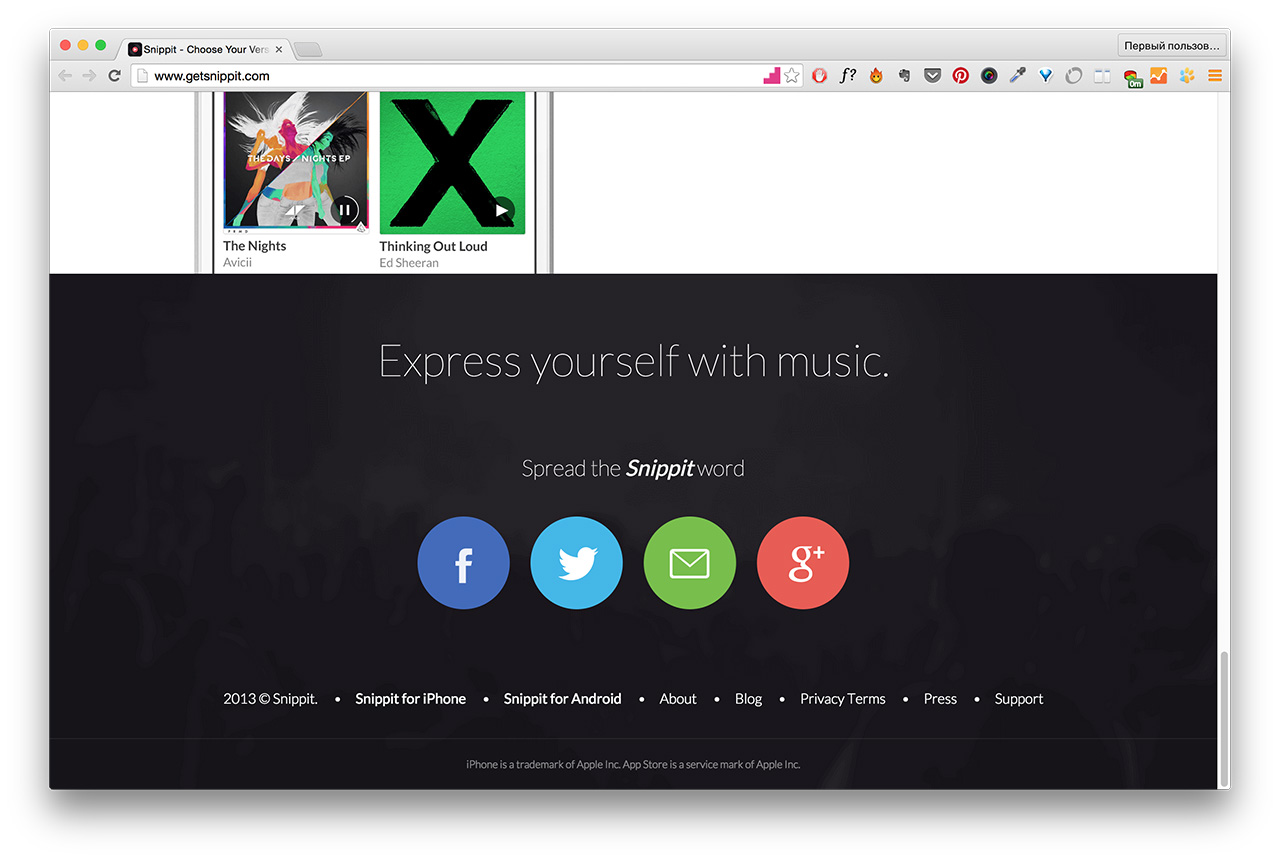 Snippit - Choose Your Vers
Первый пользов...
www.getsnippit.com
f?
0m
THE DAYS / NIGHTS EP
PRMD
The Nights
Avicii
X
Thinking Out Loud
Ed Sheeran
Express yourself with music.
Spread the Snippit word
f
g+
2013 © Snippit. • Snippit for iPhone • Snippit for Android • About • Blog • Privacy Terms • Press • Support
iPhone is a trademark of Apple Inc. App Store is a service mark of Apple Inc.